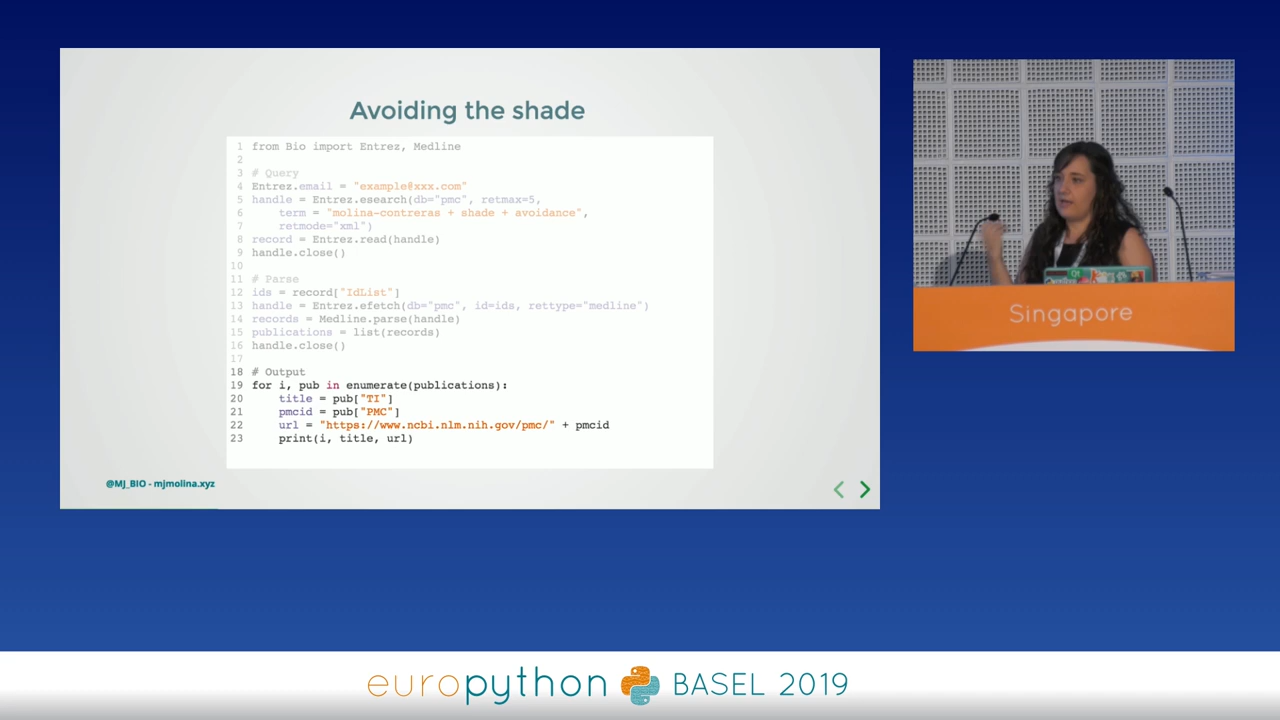 Avoiding the shade
1 from Bio import Entrez, Medline
2
3 # Query
4 Entrez.email = "example@xxx.com"
5 handle = Entrez.esearch(db="pmc", retmax=5,
6 term = "molina-contreras + shade + avoidance",
7 retmode="xml")
8 record = Entrez.read(handle)
9 handle.close()
10
11 # Parse
12 ids = record["IdList"]
13 handle = Entrez.efetch(db="pmc", id=ids, rettype="medline")
14 records = Medline.parse(handle)
15 publications = list(records)
16 handle.close()
17
18 # Output
19 for i, pub in enumerate(publications):
20 title = pub["TI"]
21 pmcid = pub["PMC"]
22 url = "https://www.ncbi.nlm.nih.gov/pmc/" + pmcid
23 print(i, title, url)
@MJ_BIO - mjmolina.xyz
Singapore
europython BASEL 2019